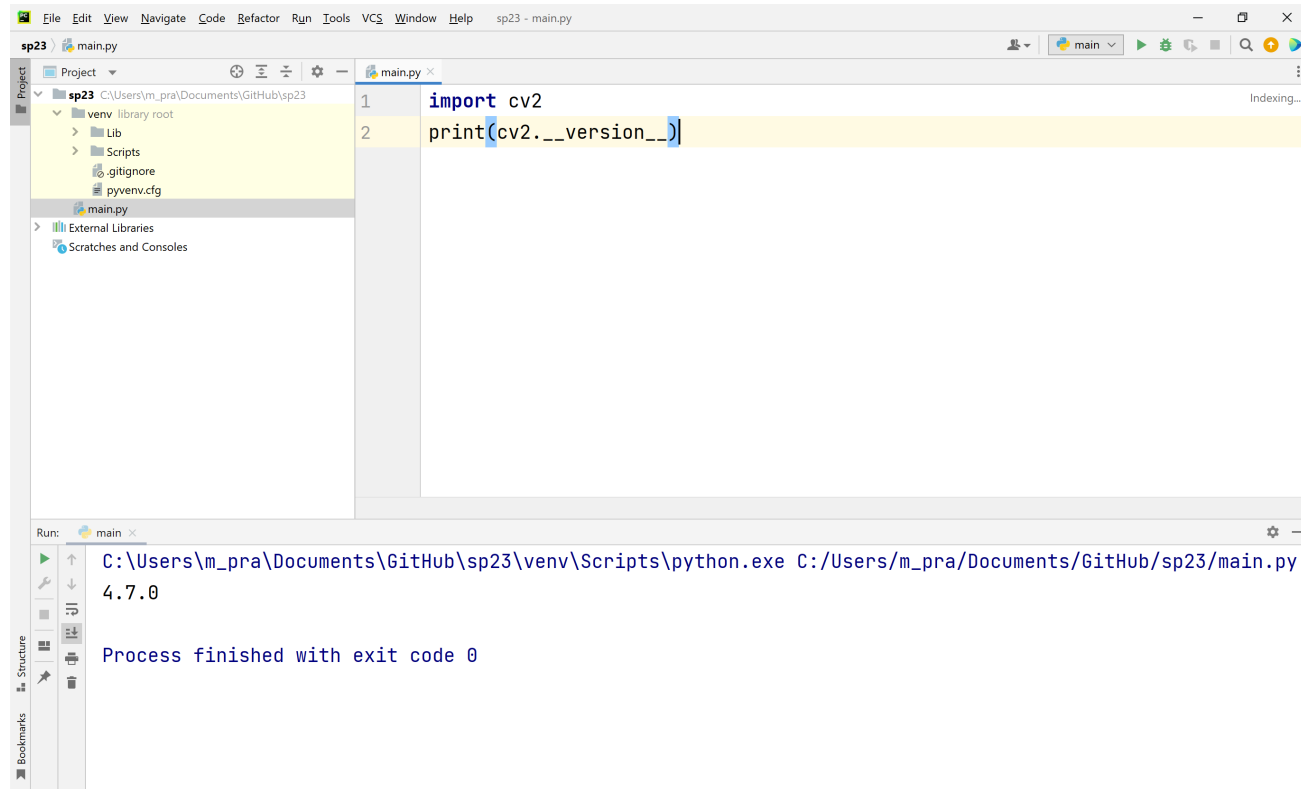 File Edit View Navigate Code Refactor Run Tools VCS Window Help sp23 - main.py
sp23 main.py
main
Project
Project
main.py
sp23 C:\Users\m_pra\Documents\GitHub\sp23
venv library root
Lib
Scripts
.gitignore
pyvenv.cfg
main.py
External Libraries
Scratches and Consoles
1 import cv2
Indexing...
2 print(cv2.__version__)
Run: main
C:\Users\m_pra\Documents\GitHub\sp23\venv\Scripts\python.exe C:/Users/m_pra/Documents/GitHub/sp23/main.py
4.7.0
Process finished with exit code 0
Structure
Bookmarks